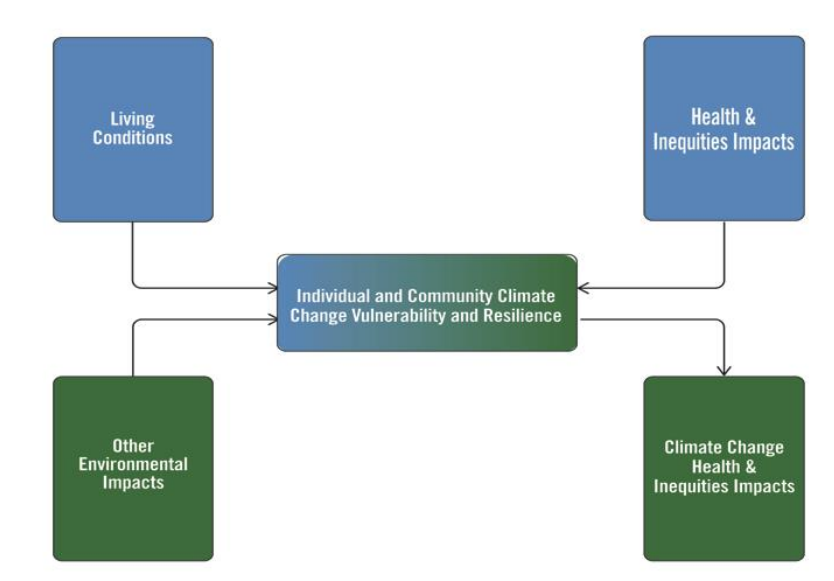 Living
Conditions
Health &
Inequities Impacts
Individual and Community Climate
Change Vulnerability and Resilience
Other
Environmental
Impacts
Climate Change
Health &
Inequities Impacts